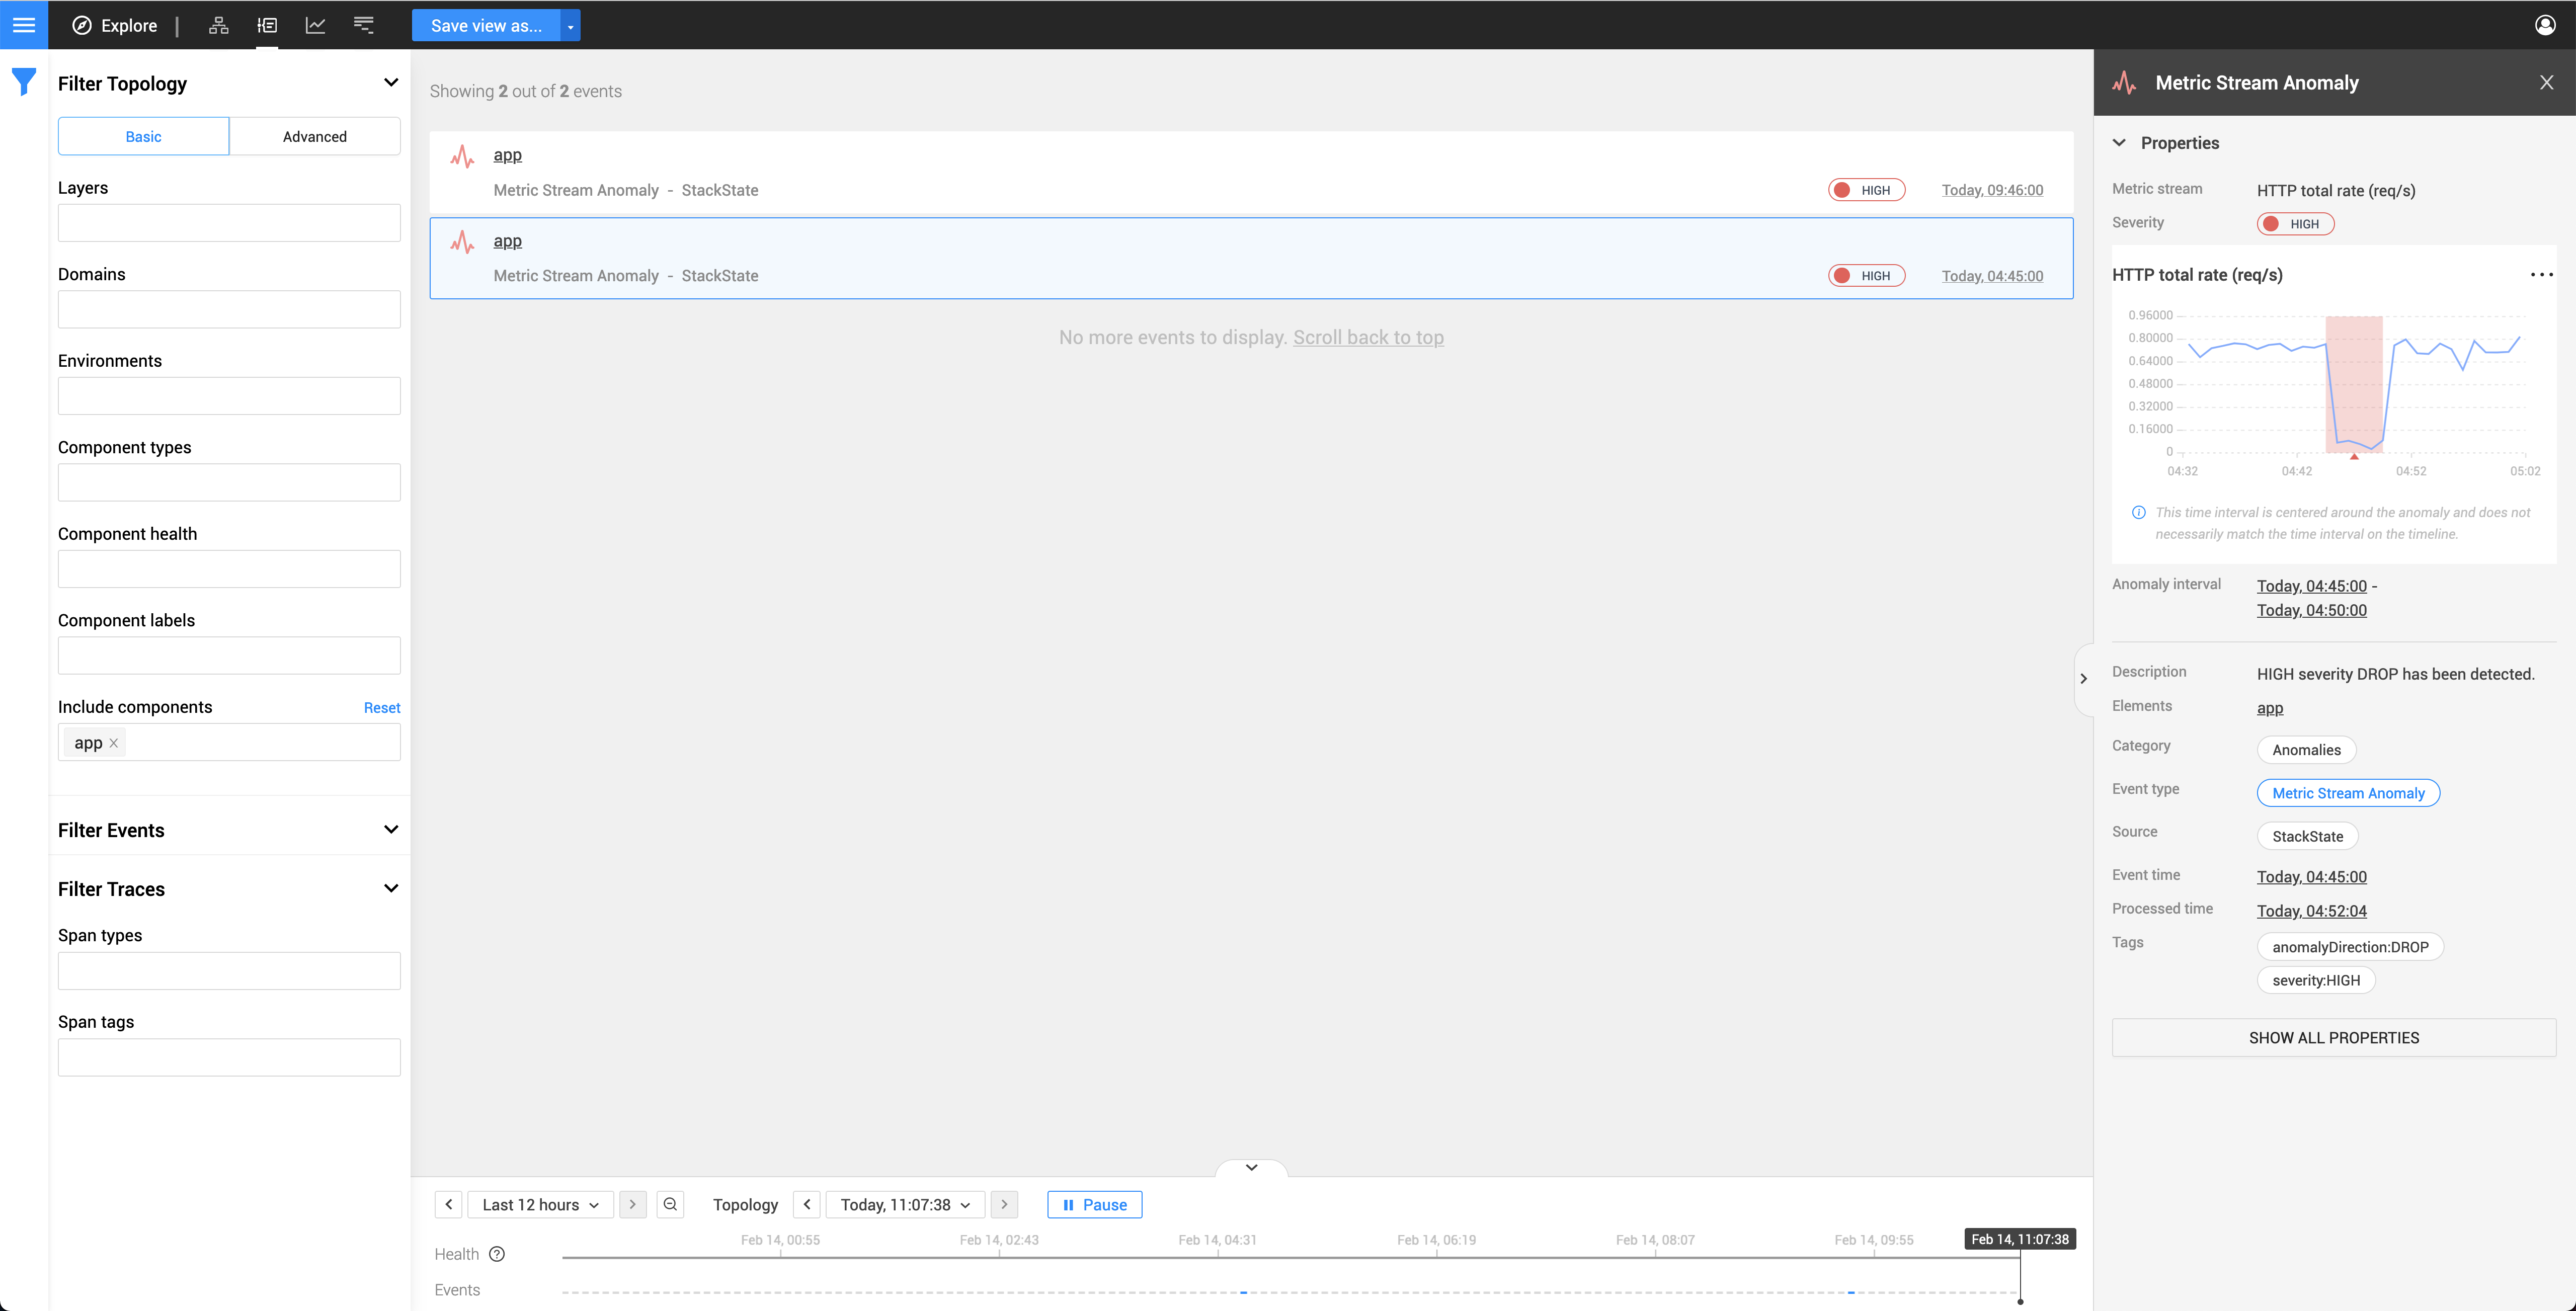 Explore
Save view as...
Filter Topology
Basic
Advanced
Layers
Domains
Environments
Component types
Component health
Component labels
Include components
Reset
app
Filter Events
Filter Traces
Span types
Span tags
Showing 2 out of 2 events
app
Metric Stream Anomaly - StackState
HIGH
Today, 09:46:00
app
Metric Stream Anomaly - StackState
HIGH
Today, 04:45:00
No more events to display. Scroll back to top
Last 12 hours
Topology
Today, 11:07:38
Pause
Feb 14, 00:55
Feb 14, 02:43
Feb 14, 04:31
Feb 14, 06:19
Feb 14, 08:07
Feb 14, 09:55
Feb 14, 11:07:38
Health
Events
Metric Stream Anomaly
Properties
Metric stream
HTTP total rate (req/s)
Severity
HIGH
HTTP total rate (req/s)
0.96000
0.80000
0.64000
0.48000
0.32000
0.16000
0
04:32
04:42
04:52
05:02
This time interval is centered around the anomaly and does not
necessarily match the time interval on the timeline.
Anomaly interval
Today, 04:45:00 -
Today, 04:50:00
Description
HIGH severity DROP has been detected.
Elements
app
Category
Anomalies
Event type
Metric Stream Anomaly
Source
StackState
Event time
Today, 04:45:00
Processed time
Today, 04:52:04
Tags
anomalyDirection:DROP
severity:HIGH
SHOW ALL PROPERTIES